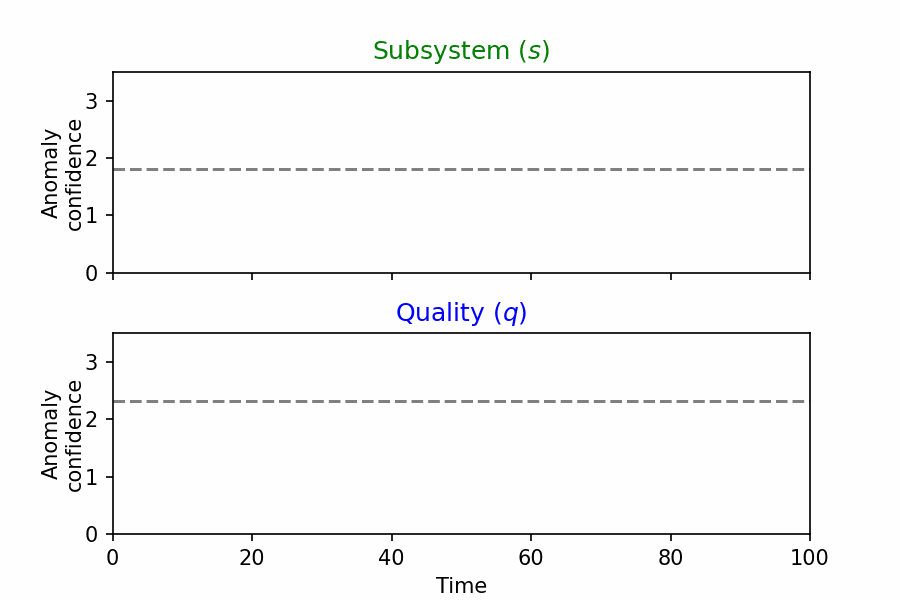 Subsystem (s)
Anomaly
confidence
3
2
1
0
Quality (q)
Anomaly
confidence
3
2
1
0
0 20 40 60 80 100
Time